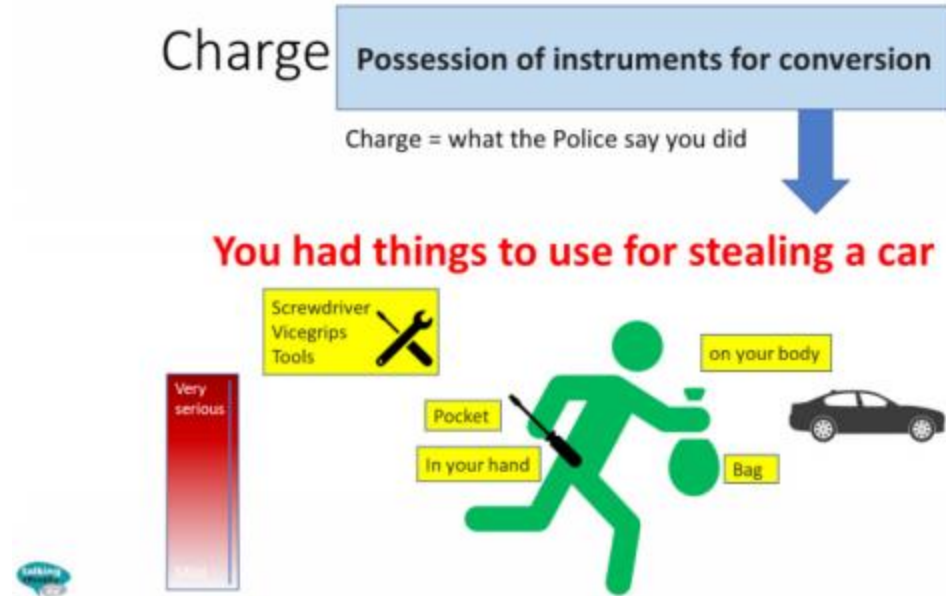 Charge
Possession of instruments for conversion
Charge = what the Police say you did
You had things to use for stealing a car
Screwdriver
Vicegrips
Tools
on your body
Very
serious
Pocket
In your hand
Bag
talking